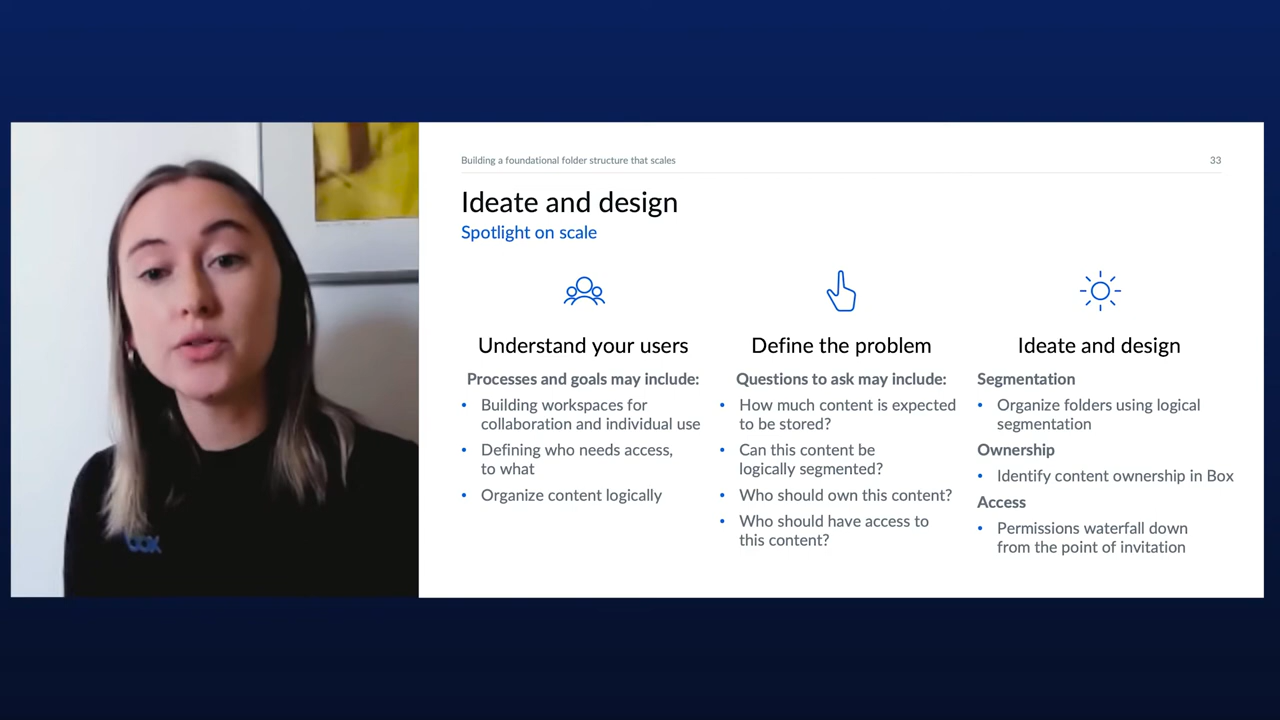 Building a foundational folder structure that scales
33
Ideate and design
Spotlight on scale
Understand your users
Processes and goals may include:
• Building workspaces for
collaboration and individual use
• Defining who needs access,
to what
• Organize content logically
Define the problem
Questions to ask may include:
• How much content is expected
to be stored?
• Can this content be
logically segmented?
• Who should own this content?
• Who should have access to
this content?
Ideate and design
Segmentation
• Organize folders using logical
segmentation
Ownership
• Identify content ownership in Box
Access
• Permissions waterfall down
from the point of invitation
box